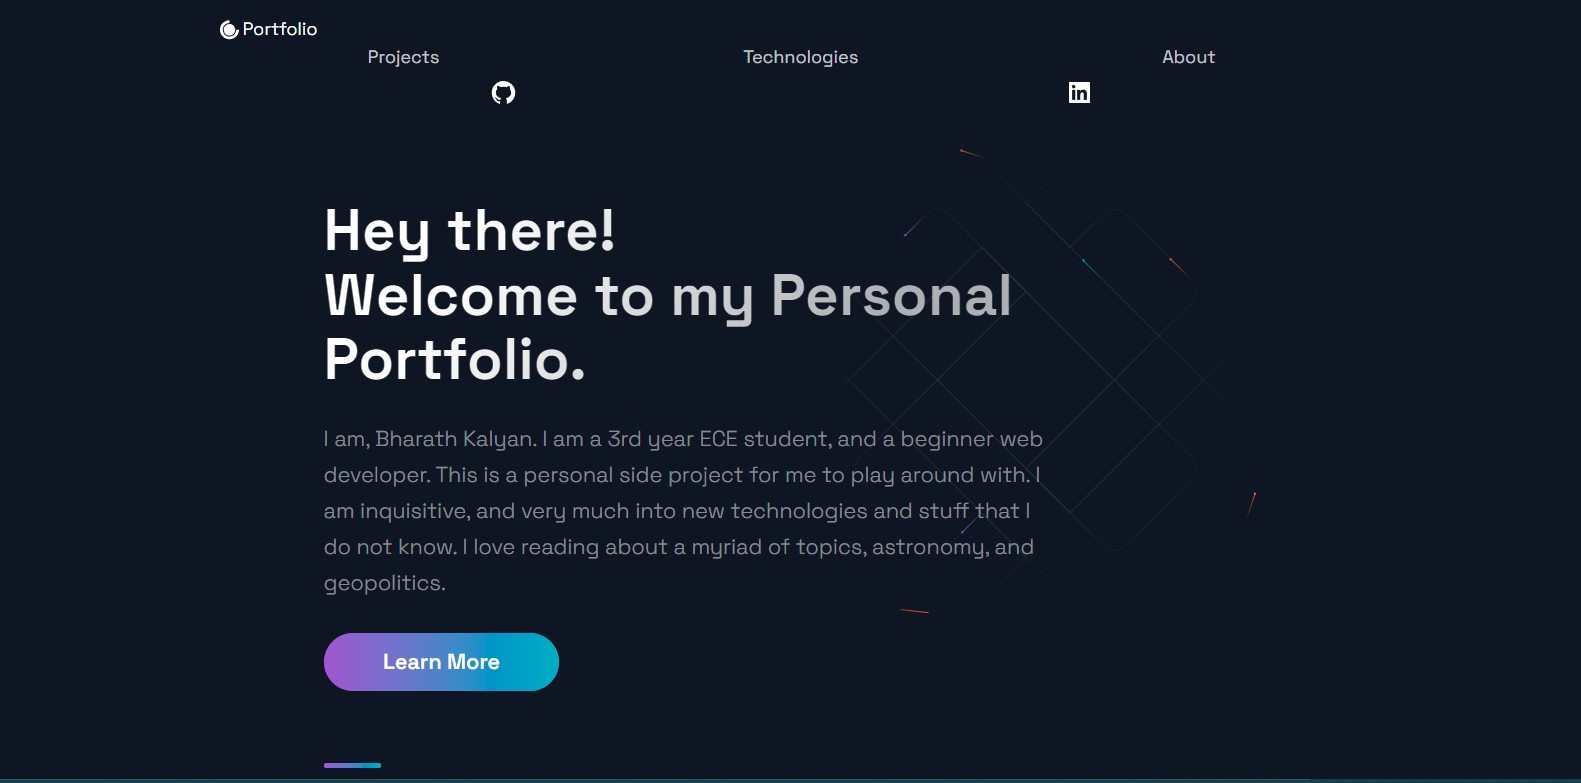 Portfolio
Projects Technologies About
in
Hey there!
Welcome to my Personal
Portfolio.
I am, Bharath Kalyan. I am a 3rd year ECE student, and a beginner web
developer. This is a personal side project for me to play around with. I
am inquisitive, and very much into new technologies and stuff that I
do not know. I love reading about a myriad of topics, astronomy, and
geopolitics.
Learn More